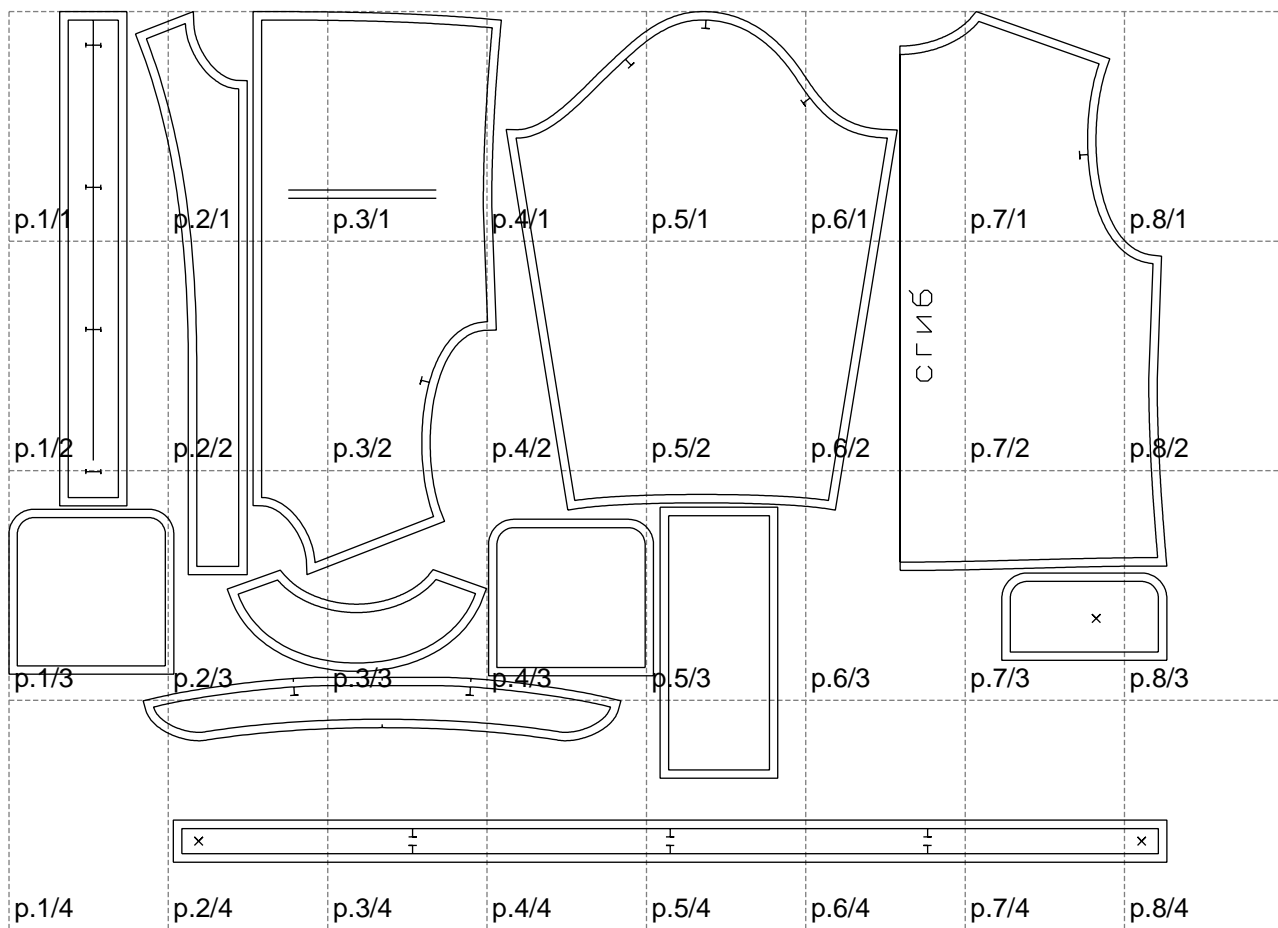 p.1/1 p.2/1 p.3/1 p.4/1 p.5/1 p.6/1 p.7/1 p.8/1
СГИБ
p.1/2 p.2/2 p.3/2 p.4/2 p.5/2 p.6/2 p.7/2 p.8/2
p.1/3 p.2/3 p.3/3 p.4/3 p.5/3 p.6/3 p.7/3 p.8/3
p.1/4 p.2/4 p.3/4 p.4/4 p.5/4 p.6/4 p.7/4 p.8/4